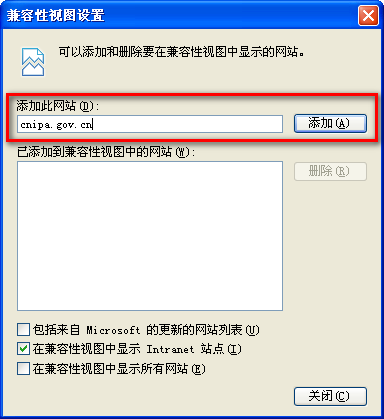 兼容性视图设置
可以添加和删除要在兼容性视图中显示的网站。
添加此网站(D):
cnipa.gov.cn
添加(A)
已添加到兼容性视图中的网站(W):
删除(R)
包括来自 Microsoft 的更新的网站列表(U)
在兼容性视图中显示 Intranet 站点(I)
在兼容性视图中显示所有网站(E)
关闭(C)